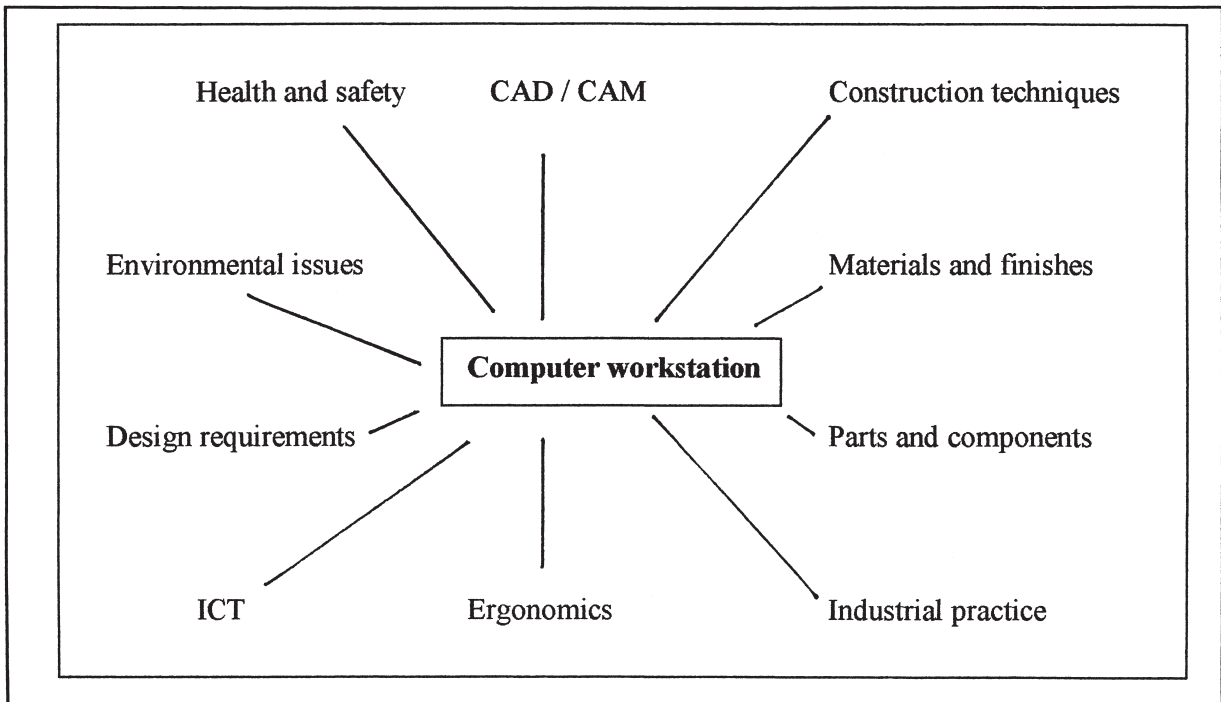 Health and safety
CAD / CAM
Construction techniques
Environmental issues
Materials and finishes
Computer workstation
Design requirements
Parts and components
ICT
Ergonomics
Industrial practice